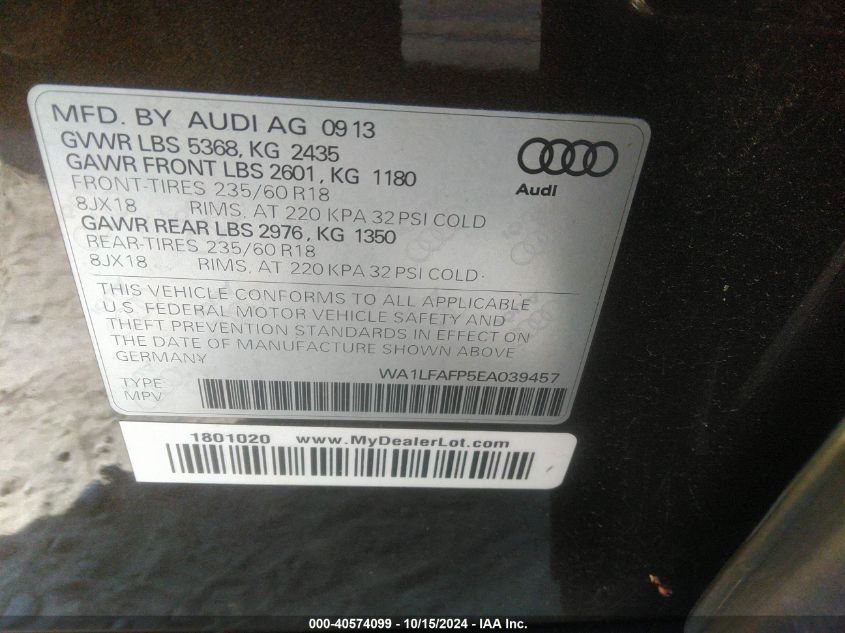 MFD. BY AUDI AG 09 13
GVWR LBS 5368, KG 2435
GAWR FRONT LBS 2601, KG 1180
FRONT-TIRES 235/60 R18
8JX18 RIMS, AT 220 KPA 32 PSI COLD
GAWR REAR LBS 2976, KG 1350
REAR-TIRES 235/60 R18
8JX18 RIMS, AT 220 KPA 32 PSI COLD
Audi
THIS VEHICLE CONFORMS TO ALL APPLICABLE
U.S. FEDERAL MOTOR VEHICLE SAFETY AND
THEFT PREVENTION STANDARDS IN EFFECT ON
THE DATE OF MANUFACTURE SHOWN ABOVE
GERMANY
WA1LFAFP5EA039457
TYPE
MPV
1801020 www.MyDealerLot.com
000-40574099 - 10/15/2024 - IAA Inc.